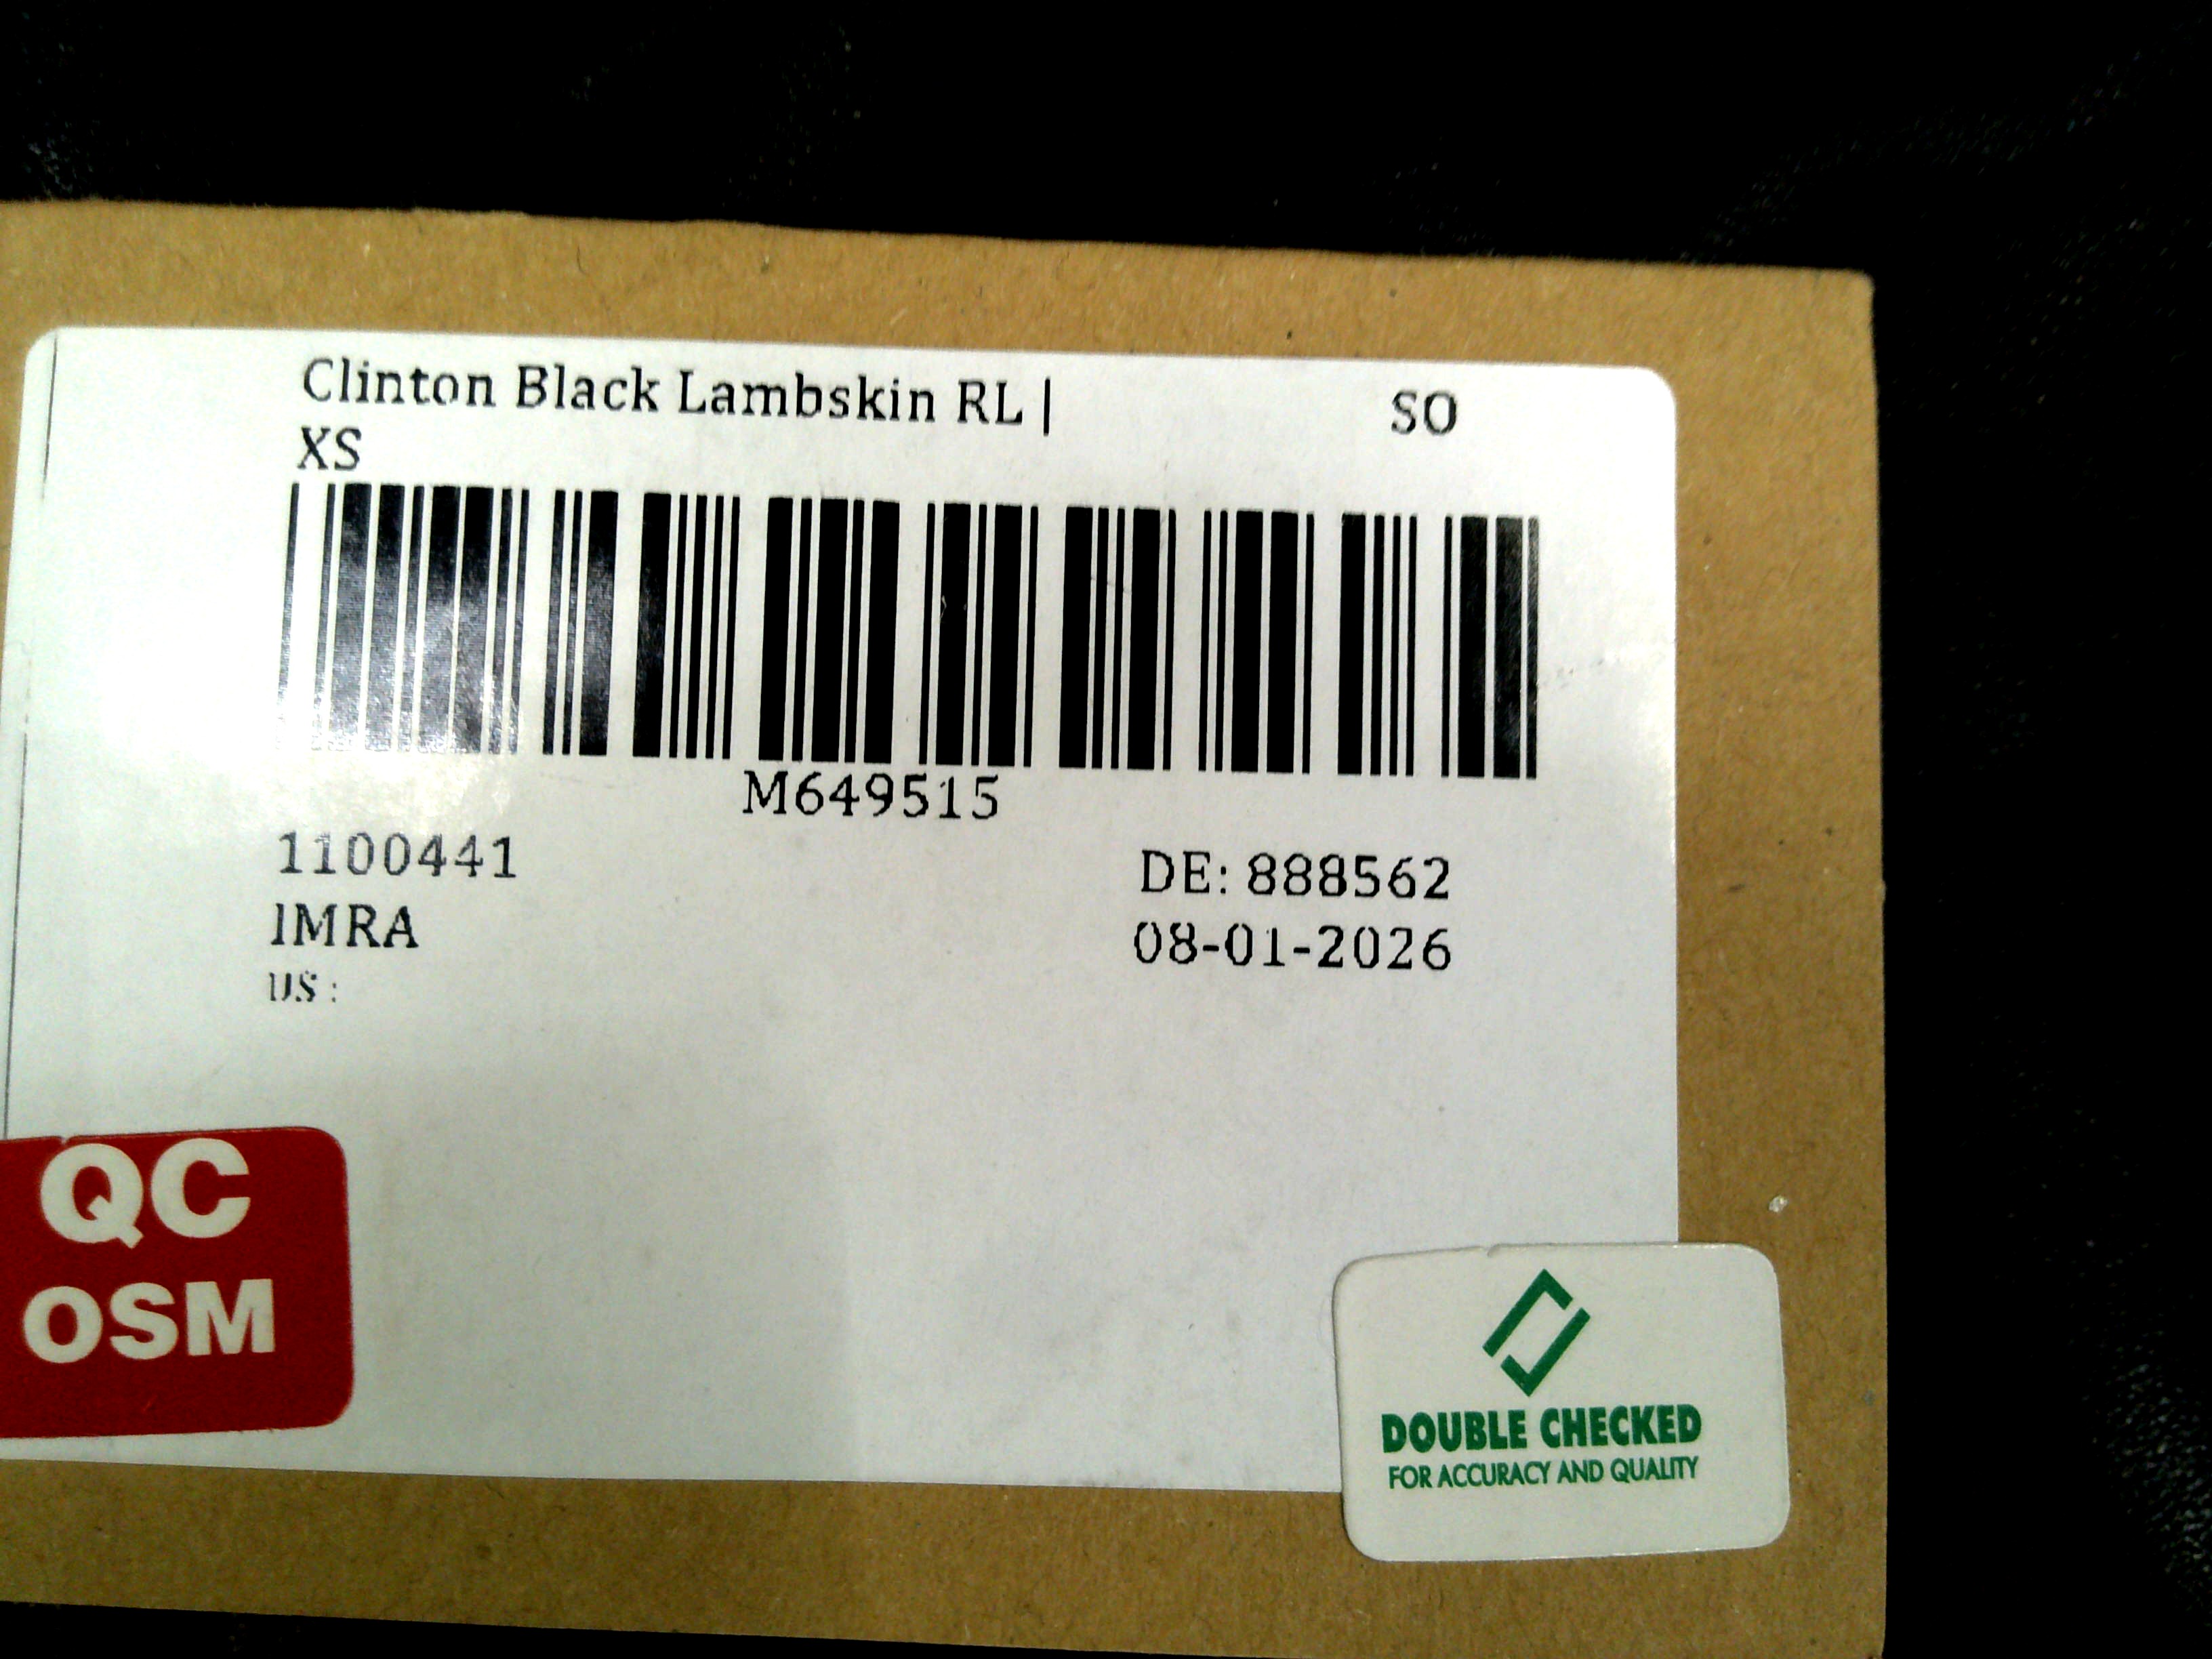 Clinton Black Lambskin RL |
XS
SO
M649515
1100441
DE: 888562
IMRA
08-01-2026
US :
QC
OSM
DOUBLE CHECKED
FOR ACCURACY AND QUALITY